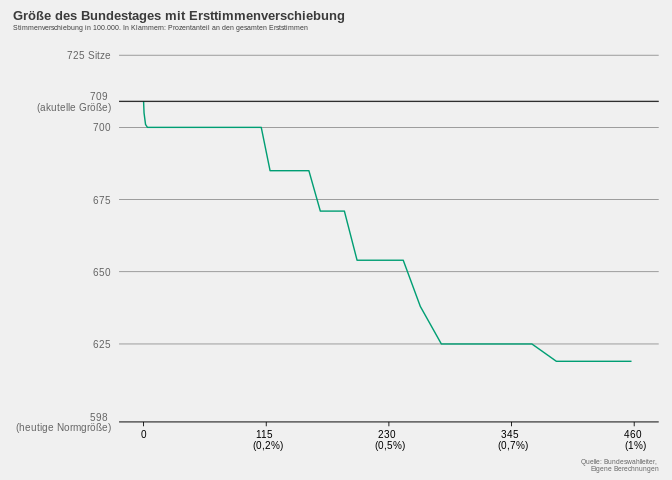 Größe des Bundestages mit Ersttimmenverschiebung
Stimmenverschiebung in 100.000. In Klammern: Prozentanteil an den gesamten Erststimmen
725 Sitze
709
(akutelle Größe)
700
675
650
625
598
(heutige Normgröße)
0 115 230 345 460
(0,2%) (0,5%) (0,7%) (1%)
Quelle: Bundeswahlleiter,
Eigene Berechnungen